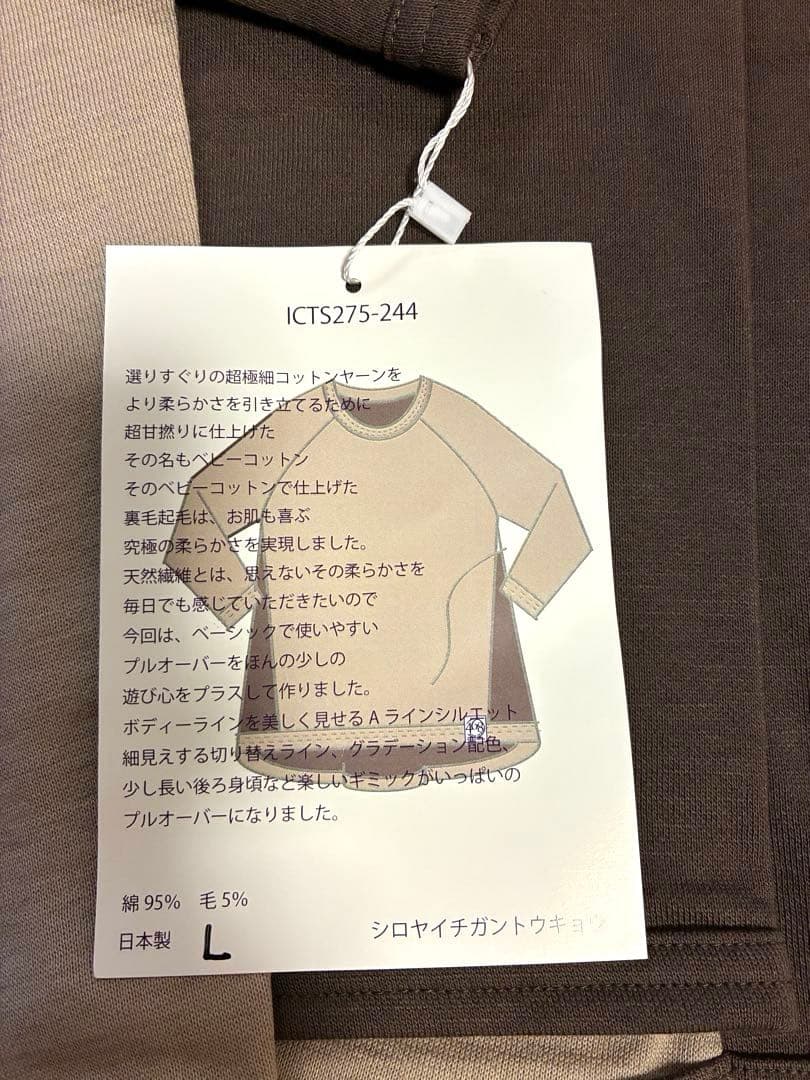 ICTS275-244
選りすぐりの超極細コットンヤーンを
より柔らかさを引き立てるために
超甘撚りに仕上げた
その名もベビーコットン
そのベビーコットンで仕上げた
裏毛起毛は、お肌も喜ぶ
究極の柔らかさを実現しました。
天然繊維とは、思えないその柔らかさを
毎日でも感じていただきたいので
今回は、ベーシックで使いやすい
プルオーバーをほんの少しの
遊び心をプラスして作りました。
ボディーラインを美しく見せる A ラインシルエット
細見えする切り替えライン、グラデーション配色、
少し長い後ろ身頃など楽しいギミックがいっぱいの
プルオーバーになりました。
綿 95% 毛 5%
日本製 L
シロヤイチガントウキョウ